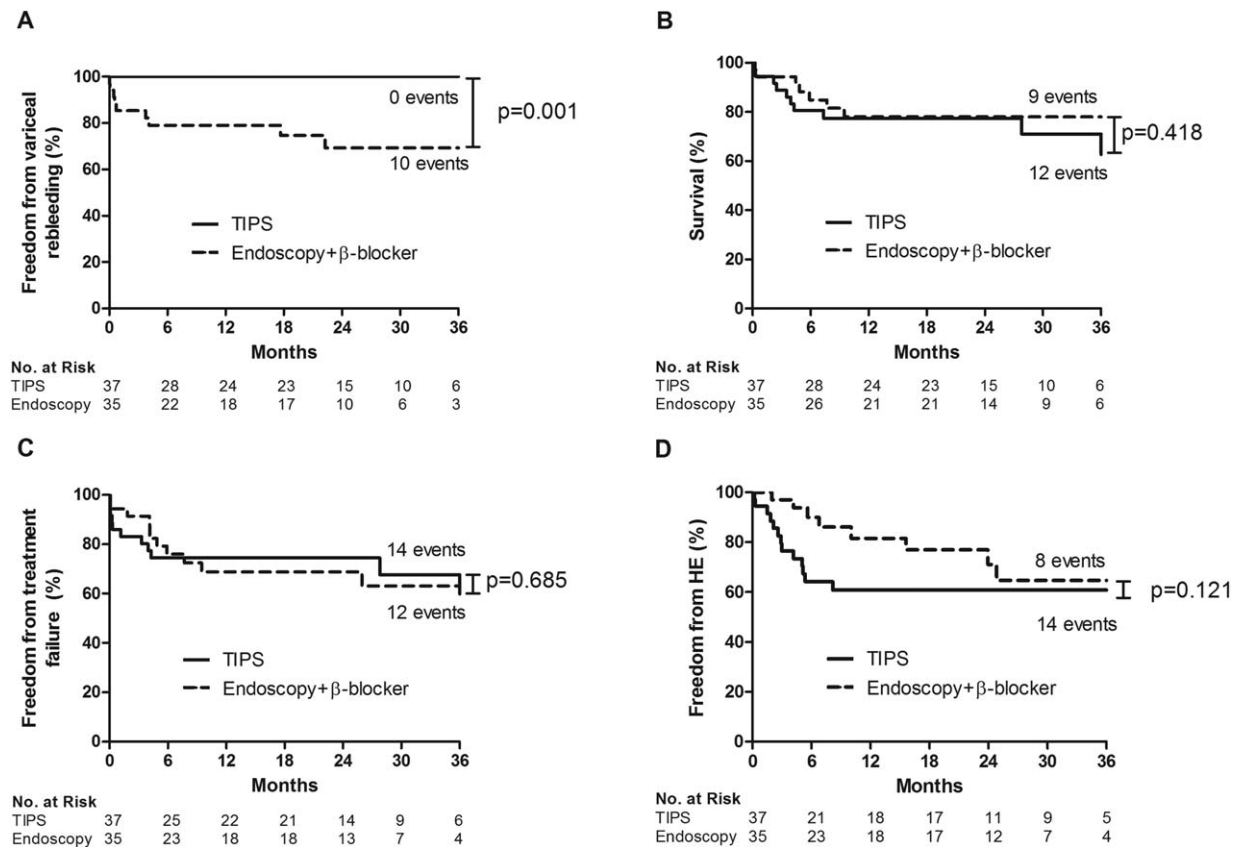 A
Freedom from variceal
rebleeding (%)
100
80
60
40
20
0
0 events
10 events
p=0.001
TIPS
Endoscopy+β-blocker
0 6 12 18 24 30 36
Months
No. at Risk
TIPS 37 28 24 23 15 10 6
Endoscopy 35 22 18 17 10 6 3
B
Survival (%)
100
80
60
40
20
0
9 events
12 events
p=0.418
TIPS
Endoscopy+β-blocker
0 6 12 18 24 30 36
Months
No. at Risk
TIPS 37 28 24 23 15 10 6
Endoscopy 35 26 21 21 14 9 6
C
Freedom from treatment
failure (%)
100
80
60
40
20
0
14 events
12 events
p=0.685
TIPS
Endoscopy+β-blocker
0 6 12 18 24 30 36
Months
No. at Risk
TIPS 37 25 22 21 14 9 6
Endoscopy 35 23 18 18 13 7 4
D
Freedom from HE (%)
100
80
60
40
20
0
8 events
14 events
p=0.121
TIPS
Endoscopy+β-blocker
0 6 12 18 24 30 36
Months
No. at Risk
TIPS 37 21 18 17 11 9 5
Endoscopy 35 23 18 17 12 7 4